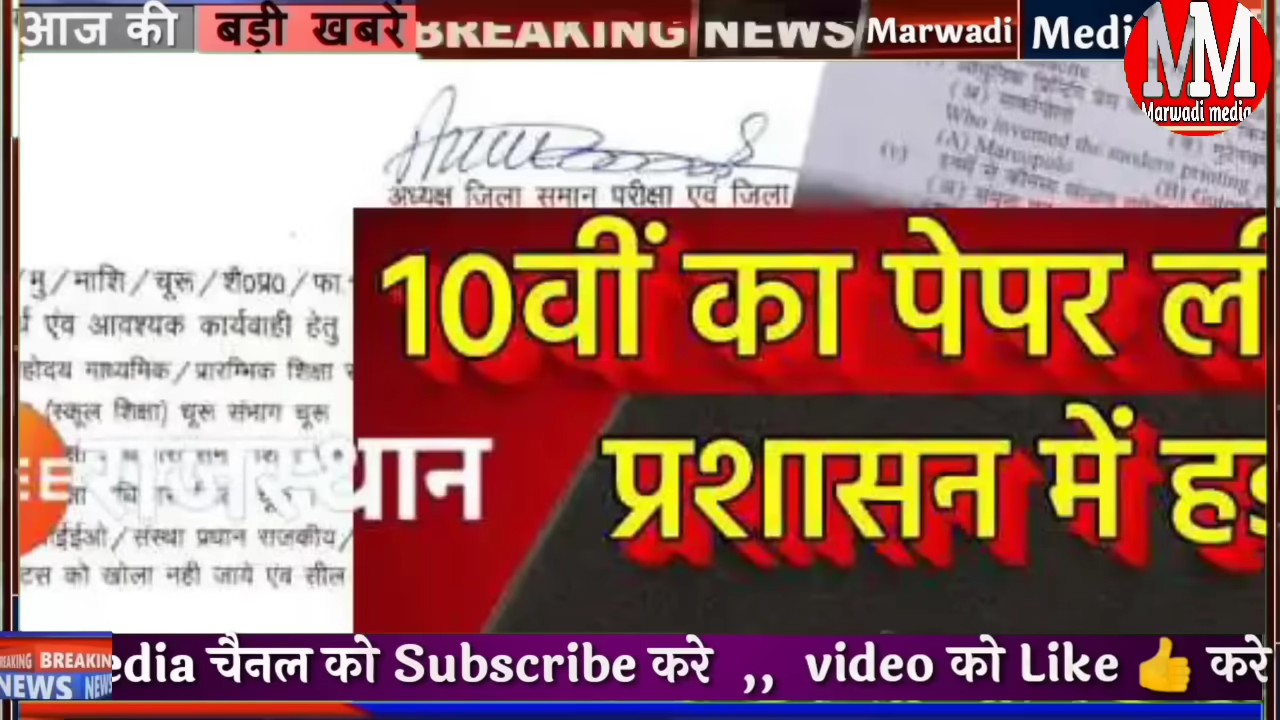 आज की बड़ी खबरें BREAKING NEWS Marwadi Medi
MM
Marwadi media
(अ) मार्कोपोलो
Who invented the modern printing
(A) Marcopolo
(v)
अध्यक्ष जिला समान परीक्षा एवं जिला
10वीं का पेपर ली
/मु/माशि/चूरू/शै0प्र0/फा
एंव आवश्यक कार्यवाही हेतु
होदय माध्यमिक/प्रारम्भिक शिक्षा
(स्कूल शिक्षा) चूरू संभाग चूरू
राजस्थान
प्रशासन में हड
ईईओ/संस्था प्रधान राजकीय/
टस को खोला नही जाये एंव सील
BREAKING NEWS
edia चैनल को Subscribe करे ,, video को Like 👍 करे